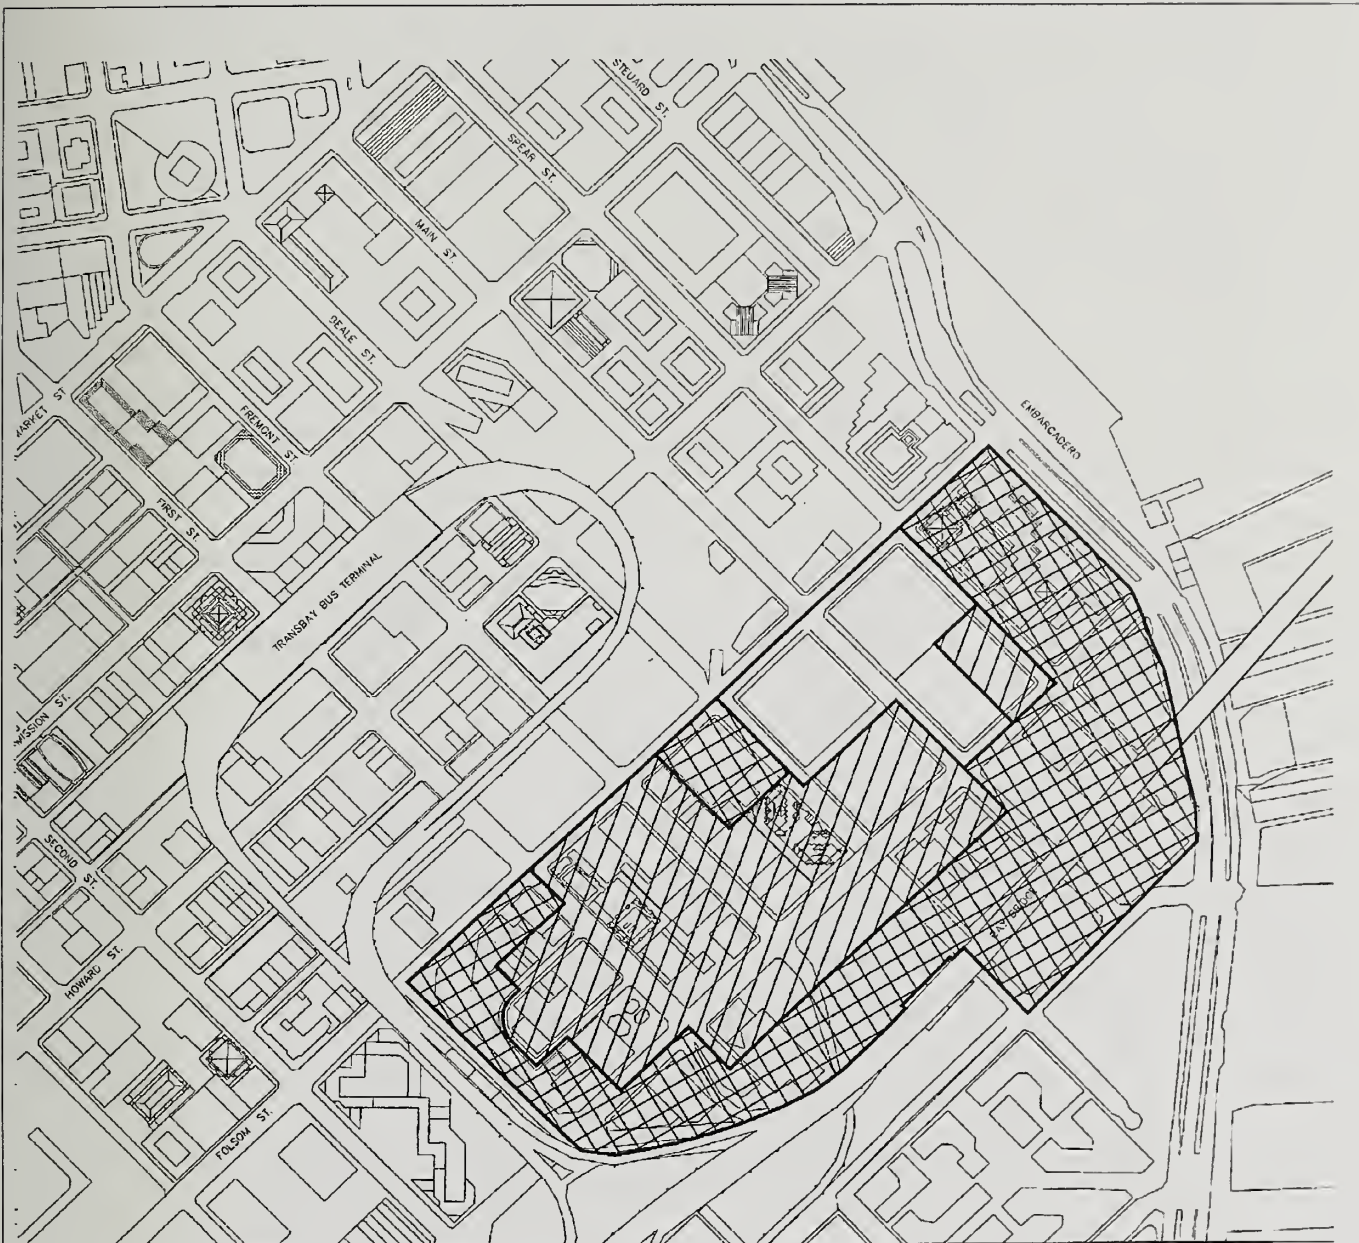 STEUARD ST.
SPEAR ST.
MAIN ST.
BEALE ST.
FREMONT ST.
MARKET ST
FIRST ST.
TRANSBAY BUS TERMINAL
EMBARCADERO
MISSION ST.
SECOND ST.
HOWARD ST.
FOLSOM ST.